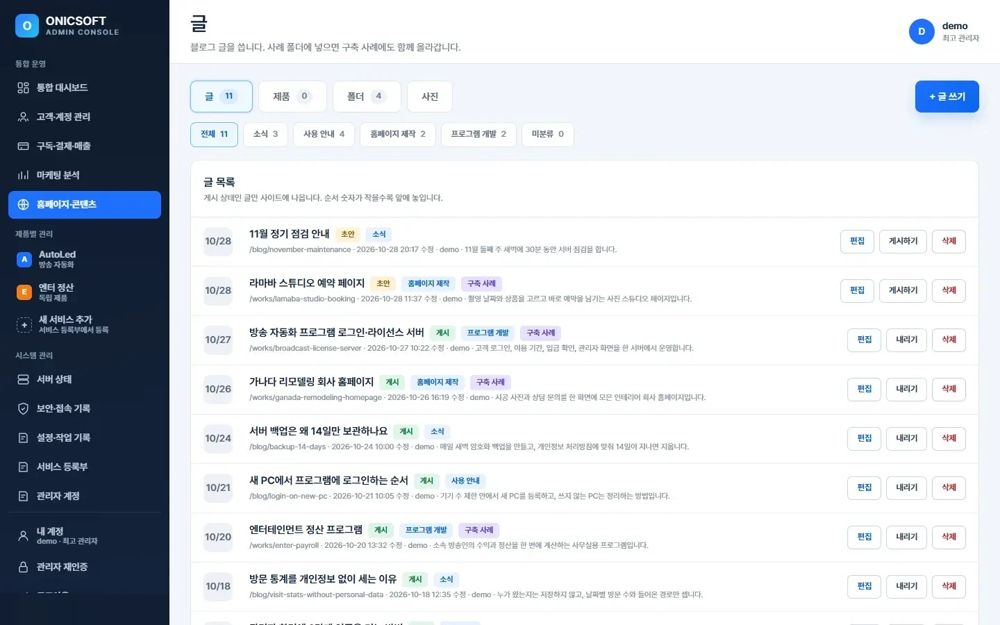 O
ONICSOFT
ADMIN CONSOLE
통합 운영
통합 대시보드
고객·계정 관리
구독·결제·매출
마케팅 분석
홈페이지·콘텐츠
제품별 관리
A
AutoLed
방송 자동화
E
엔터 정산
독립 제품
+
새 서비스 추가
서비스 등록부에서 등록
시스템 관리
서버 상태
보안·접속 기록
설정·작업 기록
서비스 등록부
관리자 계정
내 계정
demo · 최고 관리자
관리자 재인증
글
블로그 글을 씁니다. 사례 폴더에 넣으면 구축 사례에도 함께 올라갑니다.
D
demo
최고 관리자
글 11
제품 0
폴더 4
사진
+ 글 쓰기
전체 11
소식 3
사용 안내 4
홈페이지 제작 2
프로그램 개발 2
미분류 0
글 목록
게시 상태인 글만 사이트에 나옵니다. 순서 숫자가 작을수록 앞에 놓입니다.
10/28
11월 정기 점검 안내 초안 소식
/blog/november-maintenance · 2026-10-28 20:17 수정 · demo · 11월 둘째 주 새벽에 30분 동안 서버 점검을 합니다.
편집 게시하기 삭제
10/28
라마바 스튜디오 예약 페이지 초안 홈페이지 제작 구축 사례
/works/lamaba-studio-booking · 2026-10-28 11:37 수정 · demo · 촬영 날짜와 상품을 고르고 바로 예약을 남기는 사진 스튜디오 페이지입니다.
편집 게시하기 삭제
10/27
방송 자동화 프로그램 로그인·라이선스 서버 게시 프로그램 개발 구축 사례
/works/broadcast-license-server · 2026-10-27 10:22 수정 · demo · 고객 로그인, 이용 기간, 입금 확인, 관리자 화면을 한 서버에서 운영합니다.
편집 내리기 삭제
10/26
가나다 리모델링 회사 홈페이지 게시 홈페이지 제작 구축 사례
/works/ganada-remodeling-homepage · 2026-10-26 16:19 수정 · demo · 시공 사진과 상담 문의를 한 화면에 모은 인테리어 회사 홈페이지입니다.
편집 내리기 삭제
10/24
서버 백업은 왜 14일만 보관하나요 게시 소식
/blog/backup-14-days · 2026-10-24 10:00 수정 · demo · 매일 새벽 암호화 백업을 만들고, 개인정보 처리방침에 맞춰 14일이 지나면 지웁니다.
편집 내리기 삭제
10/21
새 PC에서 프로그램에 로그인하는 순서 게시 사용 안내
/blog/login-on-new-pc · 2026-10-21 10:05 수정 · demo · 기기 수 제한 안에서 새 PC를 등록하고, 쓰지 않는 PC는 정리하는 방법입니다.
편집 내리기 삭제
10/20
엔터테인먼트 정산 프로그램 게시 프로그램 개발 구축 사례
/works/enter-payroll · 2026-10-20 13:32 수정 · demo · 소속 방송인의 수익과 정산을 한 번에 계산하는 사무실용 프로그램입니다.
편집 내리기 삭제
10/18
방문 통계를 개인정보 없이 세는 이유 게시 소식
/blog/visit-stats-without-personal-data · 2026-10-18 12:35 수정 · demo · 누가 왔는지는 저장하지 않고, 날짜별 방문 수와 들어온 경로만 셉니다.
편집 내리기 삭제